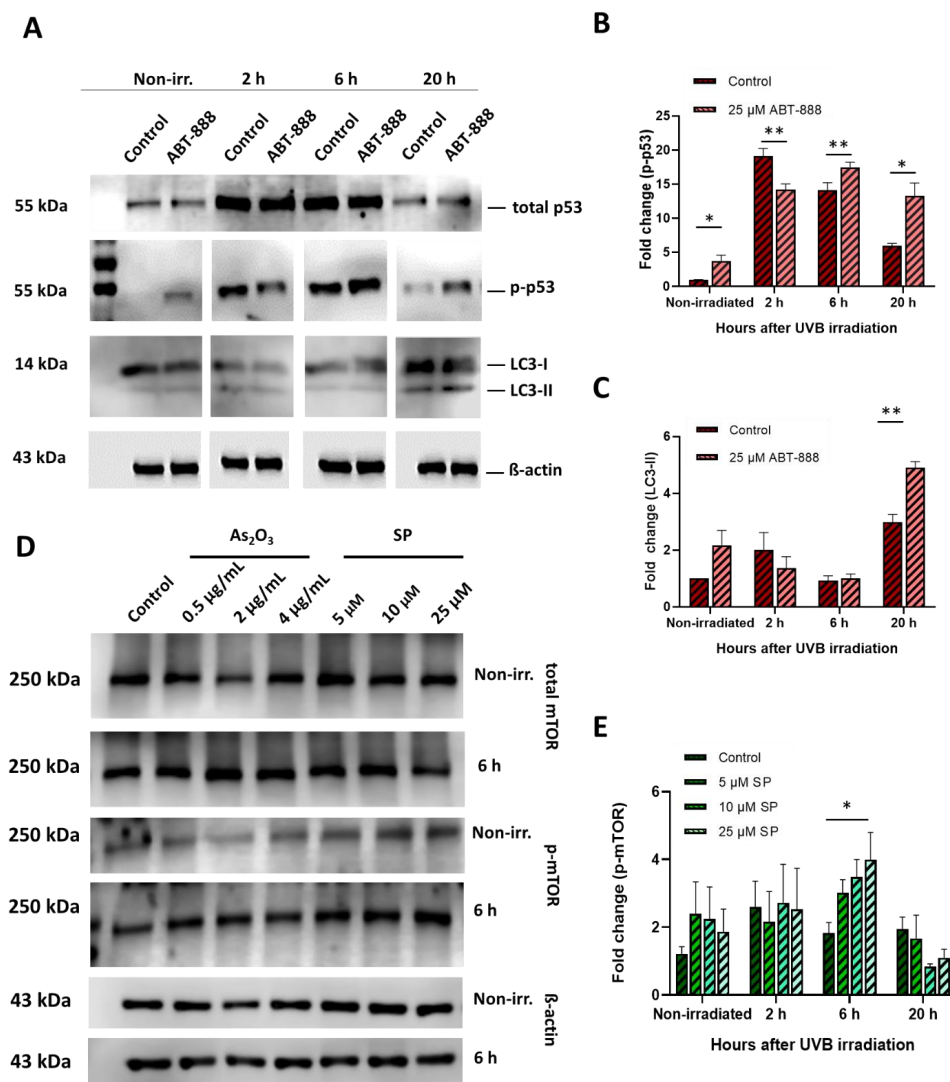 A
Non-irr. 2 h 6 h 20 h
Control ABT-888 Control ABT-888 Control ABT-888 Control ABT-888
55 kDa total p53
55 kDa p-p53
14 kDa LC3-I
LC3-II
43 kDa ß-actin
B
Control
25 µM ABT-888
Fold change (p-p53)
25
20
15
10
5
0
* ** ** *
Non-irradiated 2 h 6 h 20 h
Hours after UVB irradiation
C
Control
25 µM ABT-888
Fold change (LC3-II)
6
4
2
0
**
Non-irradiated 2 h 6 h 20 h
Hours after UVB irradiation
D
As₂O₃ SP
Control 0.5 µg/mL 2 µg/mL 4 µg/mL 5 µM 10 µM 25 µM
250 kDa Non-irr.
250 kDa 6 h
total mTOR
250 kDa Non-irr.
250 kDa 6 h
p-mTOR
43 kDa Non-irr.
43 kDa 6 h
ß-actin
E
Control
5 µM SP
10 µM SP
25 µM SP
Fold change (p-mTOR)
6
4
2
0
*
Non-irradiated 2 h 6 h 20 h
Hours after UVB irradiation